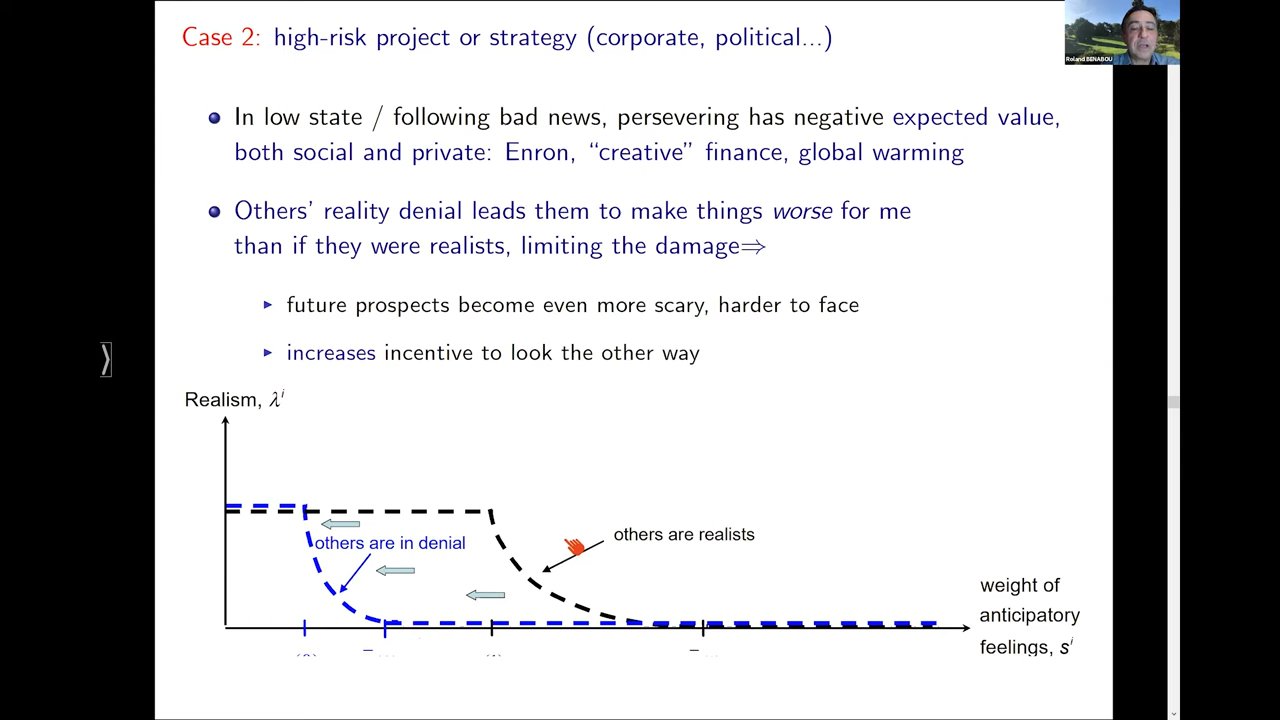 Case 2: high-risk project or strategy (corporate, political...)
Roland BENABOU
In low state / following bad news, persevering has negative expected value,
both social and private: Enron, “creative” finance, global warming
Others’ reality denial leads them to make things worse for me
than if they were realists, limiting the damage⇒
future prospects become even more scary, harder to face
increases incentive to look the other way
Realism, λⁱ
others are in denial
others are realists
weight of
anticipatory
feelings, sⁱ